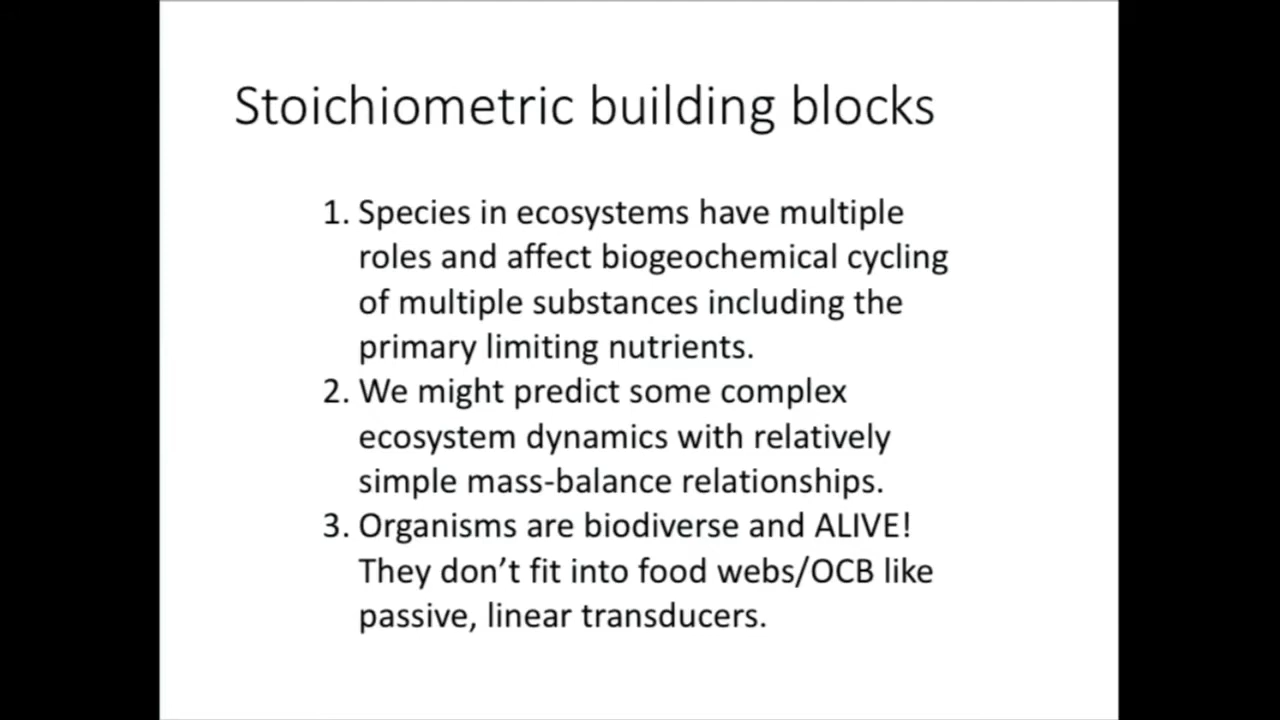 Stoichiometric building blocks
1. Species in ecosystems have multiple
roles and affect biogeochemical cycling
of multiple substances including the
primary limiting nutrients.
2. We might predict some complex
ecosystem dynamics with relatively
simple mass-balance relationships.
3. Organisms are biodiverse and ALIVE!
They don’t fit into food webs/OCB like
passive, linear transducers.